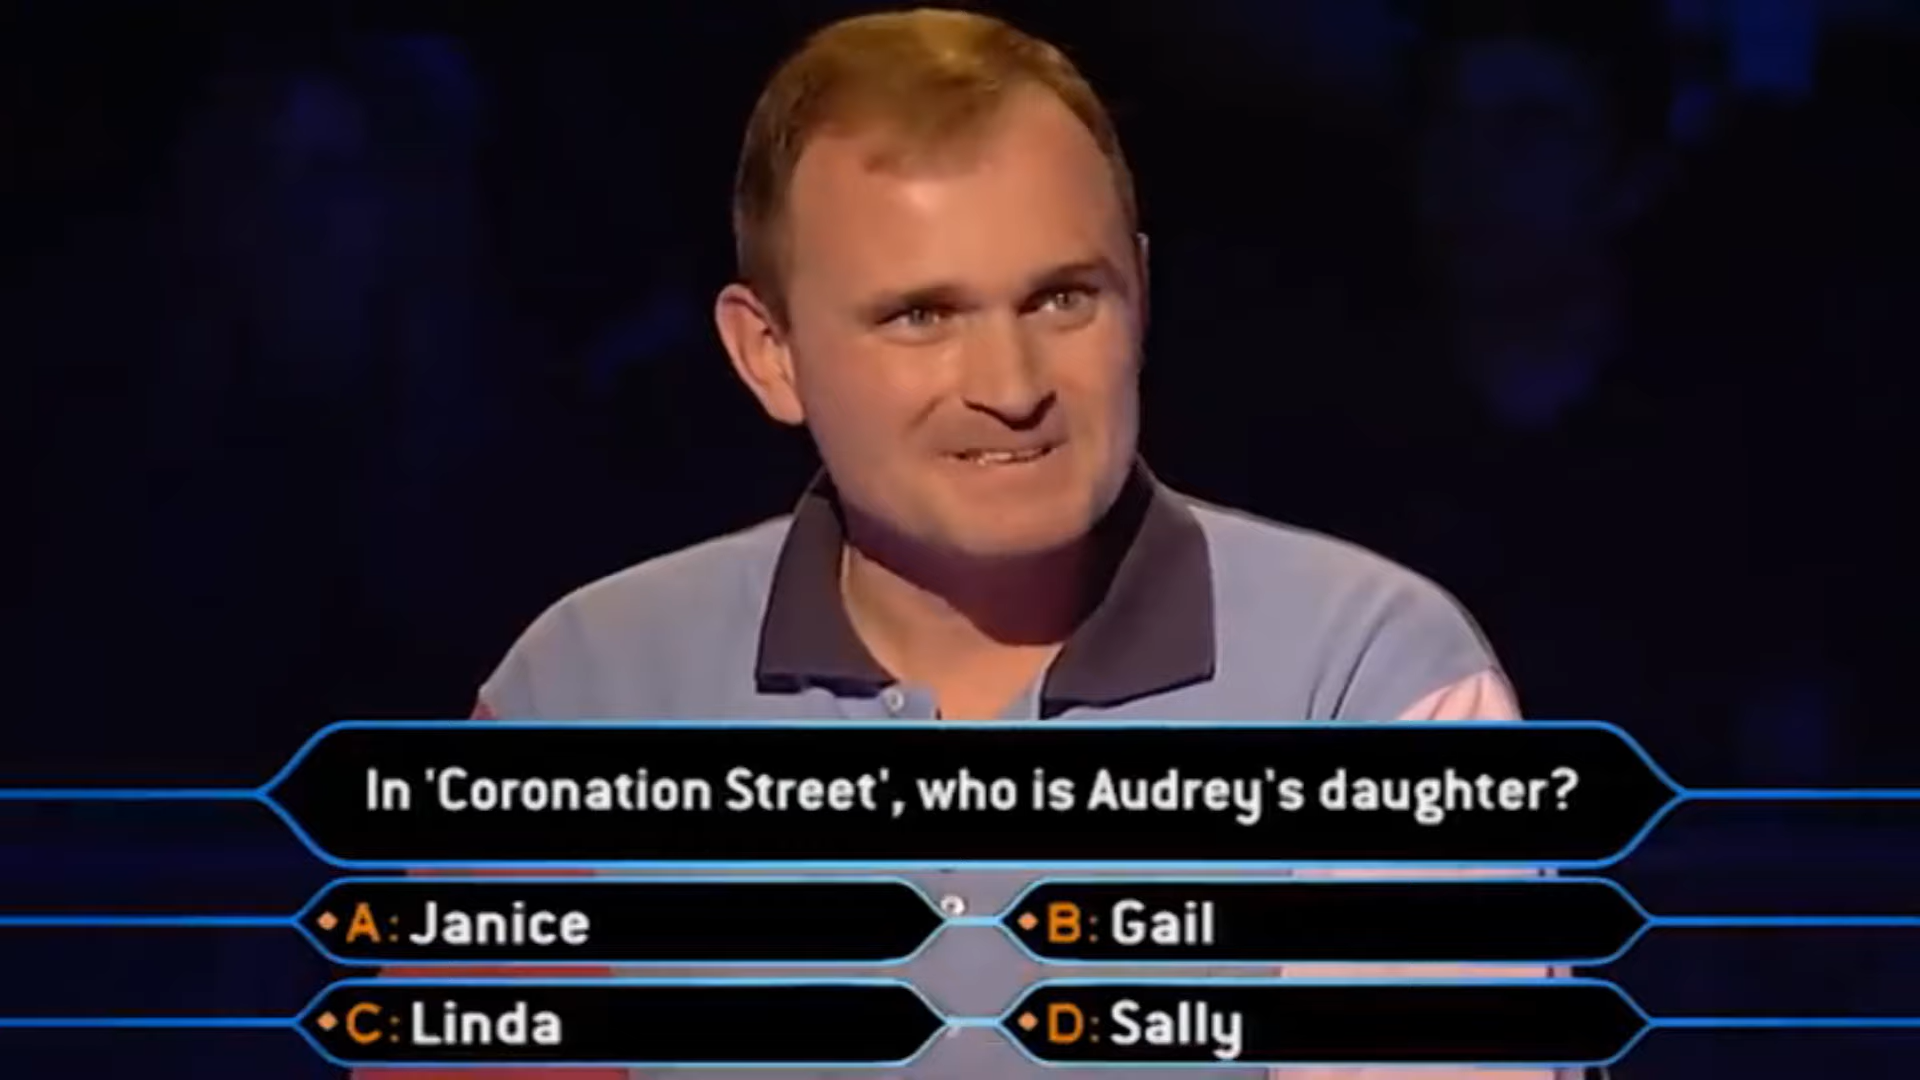 In 'Coronation Street', who is Audrey's daughter?
A: Janice
B: Gail
C: Linda
D: Sally